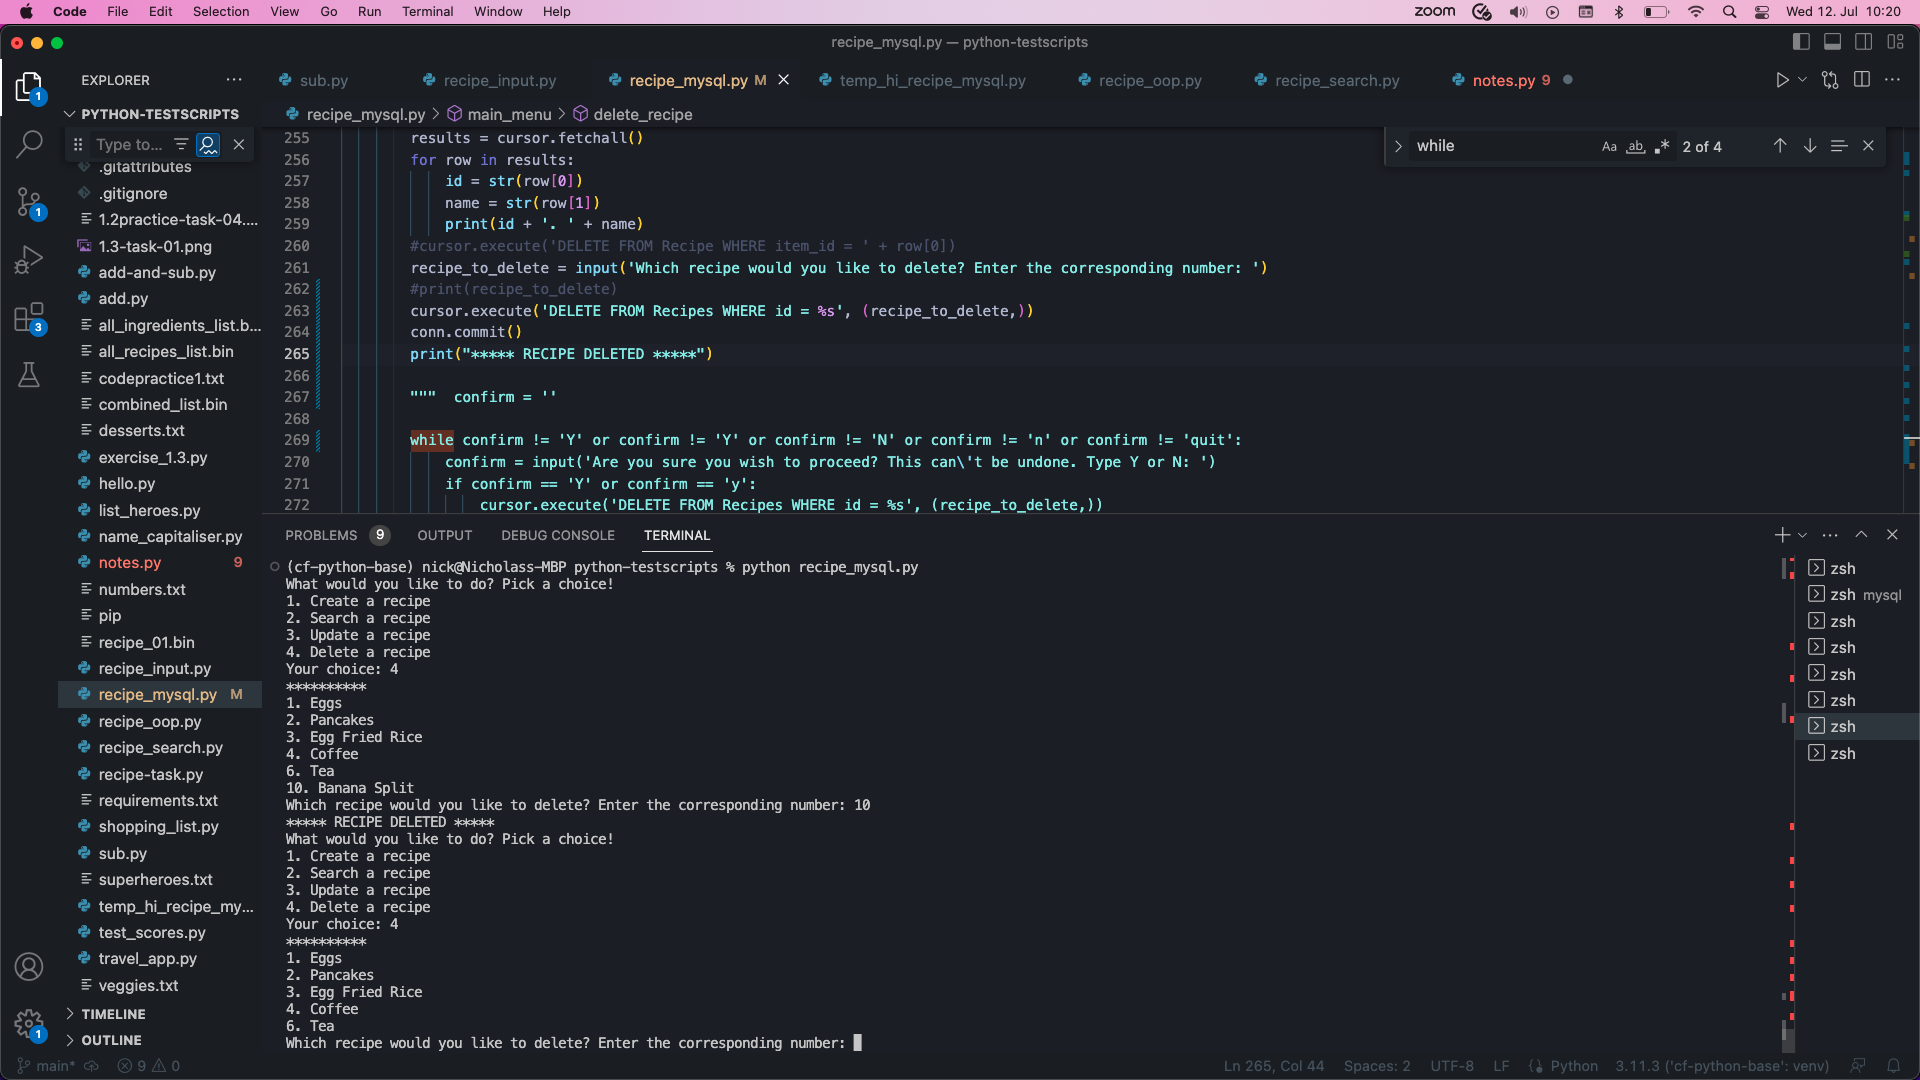 Code File Edit Selection View Go Run Terminal Window Help zoom Wed 12. Jul 10:20
recipe_mysql.py — python-testscripts
EXPLORER
sub.py recipe_input.py recipe_mysql.py M temp_hi_recipe_mysql.py recipe_oop.py recipe_search.py notes.py 9
PYTHON-TESTSCRIPTS
recipe_mysql.py > main_menu > delete_recipe
Type to...
while Aa ab 2 of 4
.gitattributes
.gitignore
1.2practice-task-04....
1.3-task-01.png
add-and-sub.py
add.py
all_ingredients_list.b...
all_recipes_list.bin
codepractice1.txt
combined_list.bin
desserts.txt
exercise_1.3.py
hello.py
list_heroes.py
name_capitaliser.py
notes.py 9
numbers.txt
pip
recipe_01.bin
recipe_input.py
recipe_mysql.py M
recipe_oop.py
recipe_search.py
recipe-task.py
requirements.txt
shopping_list.py
sub.py
superheroes.txt
temp_hi_recipe_my...
test_scores.py
travel_app.py
veggies.txt
TIMELINE
OUTLINE
1
1
3
1
255 results = cursor.fetchall()
256 for row in results:
257 id = str(row[0])
258 name = str(row[1])
259 print(id + '. ' + name)
260 #cursor.execute('DELETE FROM Recipe WHERE item_id = ' + row[0])
261 recipe_to_delete = input('Which recipe would you like to delete? Enter the corresponding number: ')
262 #print(recipe_to_delete)
263 cursor.execute('DELETE FROM Recipes WHERE id = %s', (recipe_to_delete,))
264 conn.commit()
265 print("***** RECIPE DELETED *****")
266
267 """ confirm = ''
268
269 while confirm != 'Y' or confirm != 'Y' or confirm != 'N' or confirm != 'n' or confirm != 'quit':
270 confirm = input('Are you sure you wish to proceed? This can\'t be undone. Type Y or N: ')
271 if confirm == 'Y' or confirm == 'y':
272 cursor.execute('DELETE FROM Recipes WHERE id = %s', (recipe_to_delete,))
PROBLEMS 9 OUTPUT DEBUG CONSOLE TERMINAL
(cf-python-base) nick@Nicholass-MBP python-testscripts % python recipe_mysql.py
What would you like to do? Pick a choice!
1. Create a recipe
2. Search a recipe
3. Update a recipe
4. Delete a recipe
Your choice: 4
**********
1. Eggs
2. Pancakes
3. Egg Fried Rice
4. Coffee
6. Tea
10. Banana Split
Which recipe would you like to delete? Enter the corresponding number: 10
***** RECIPE DELETED *****
What would you like to do? Pick a choice!
1. Create a recipe
2. Search a recipe
3. Update a recipe
4. Delete a recipe
Your choice: 4
**********
1. Eggs
2. Pancakes
3. Egg Fried Rice
4. Coffee
6. Tea
Which recipe would you like to delete? Enter the corresponding number:
zsh
zsh mysql
zsh
zsh
zsh
zsh
zsh
zsh
main* 9 0 Ln 265, Col 44 Spaces: 2 UTF-8 LF Python 3.11.3 ('cf-python-base': venv)